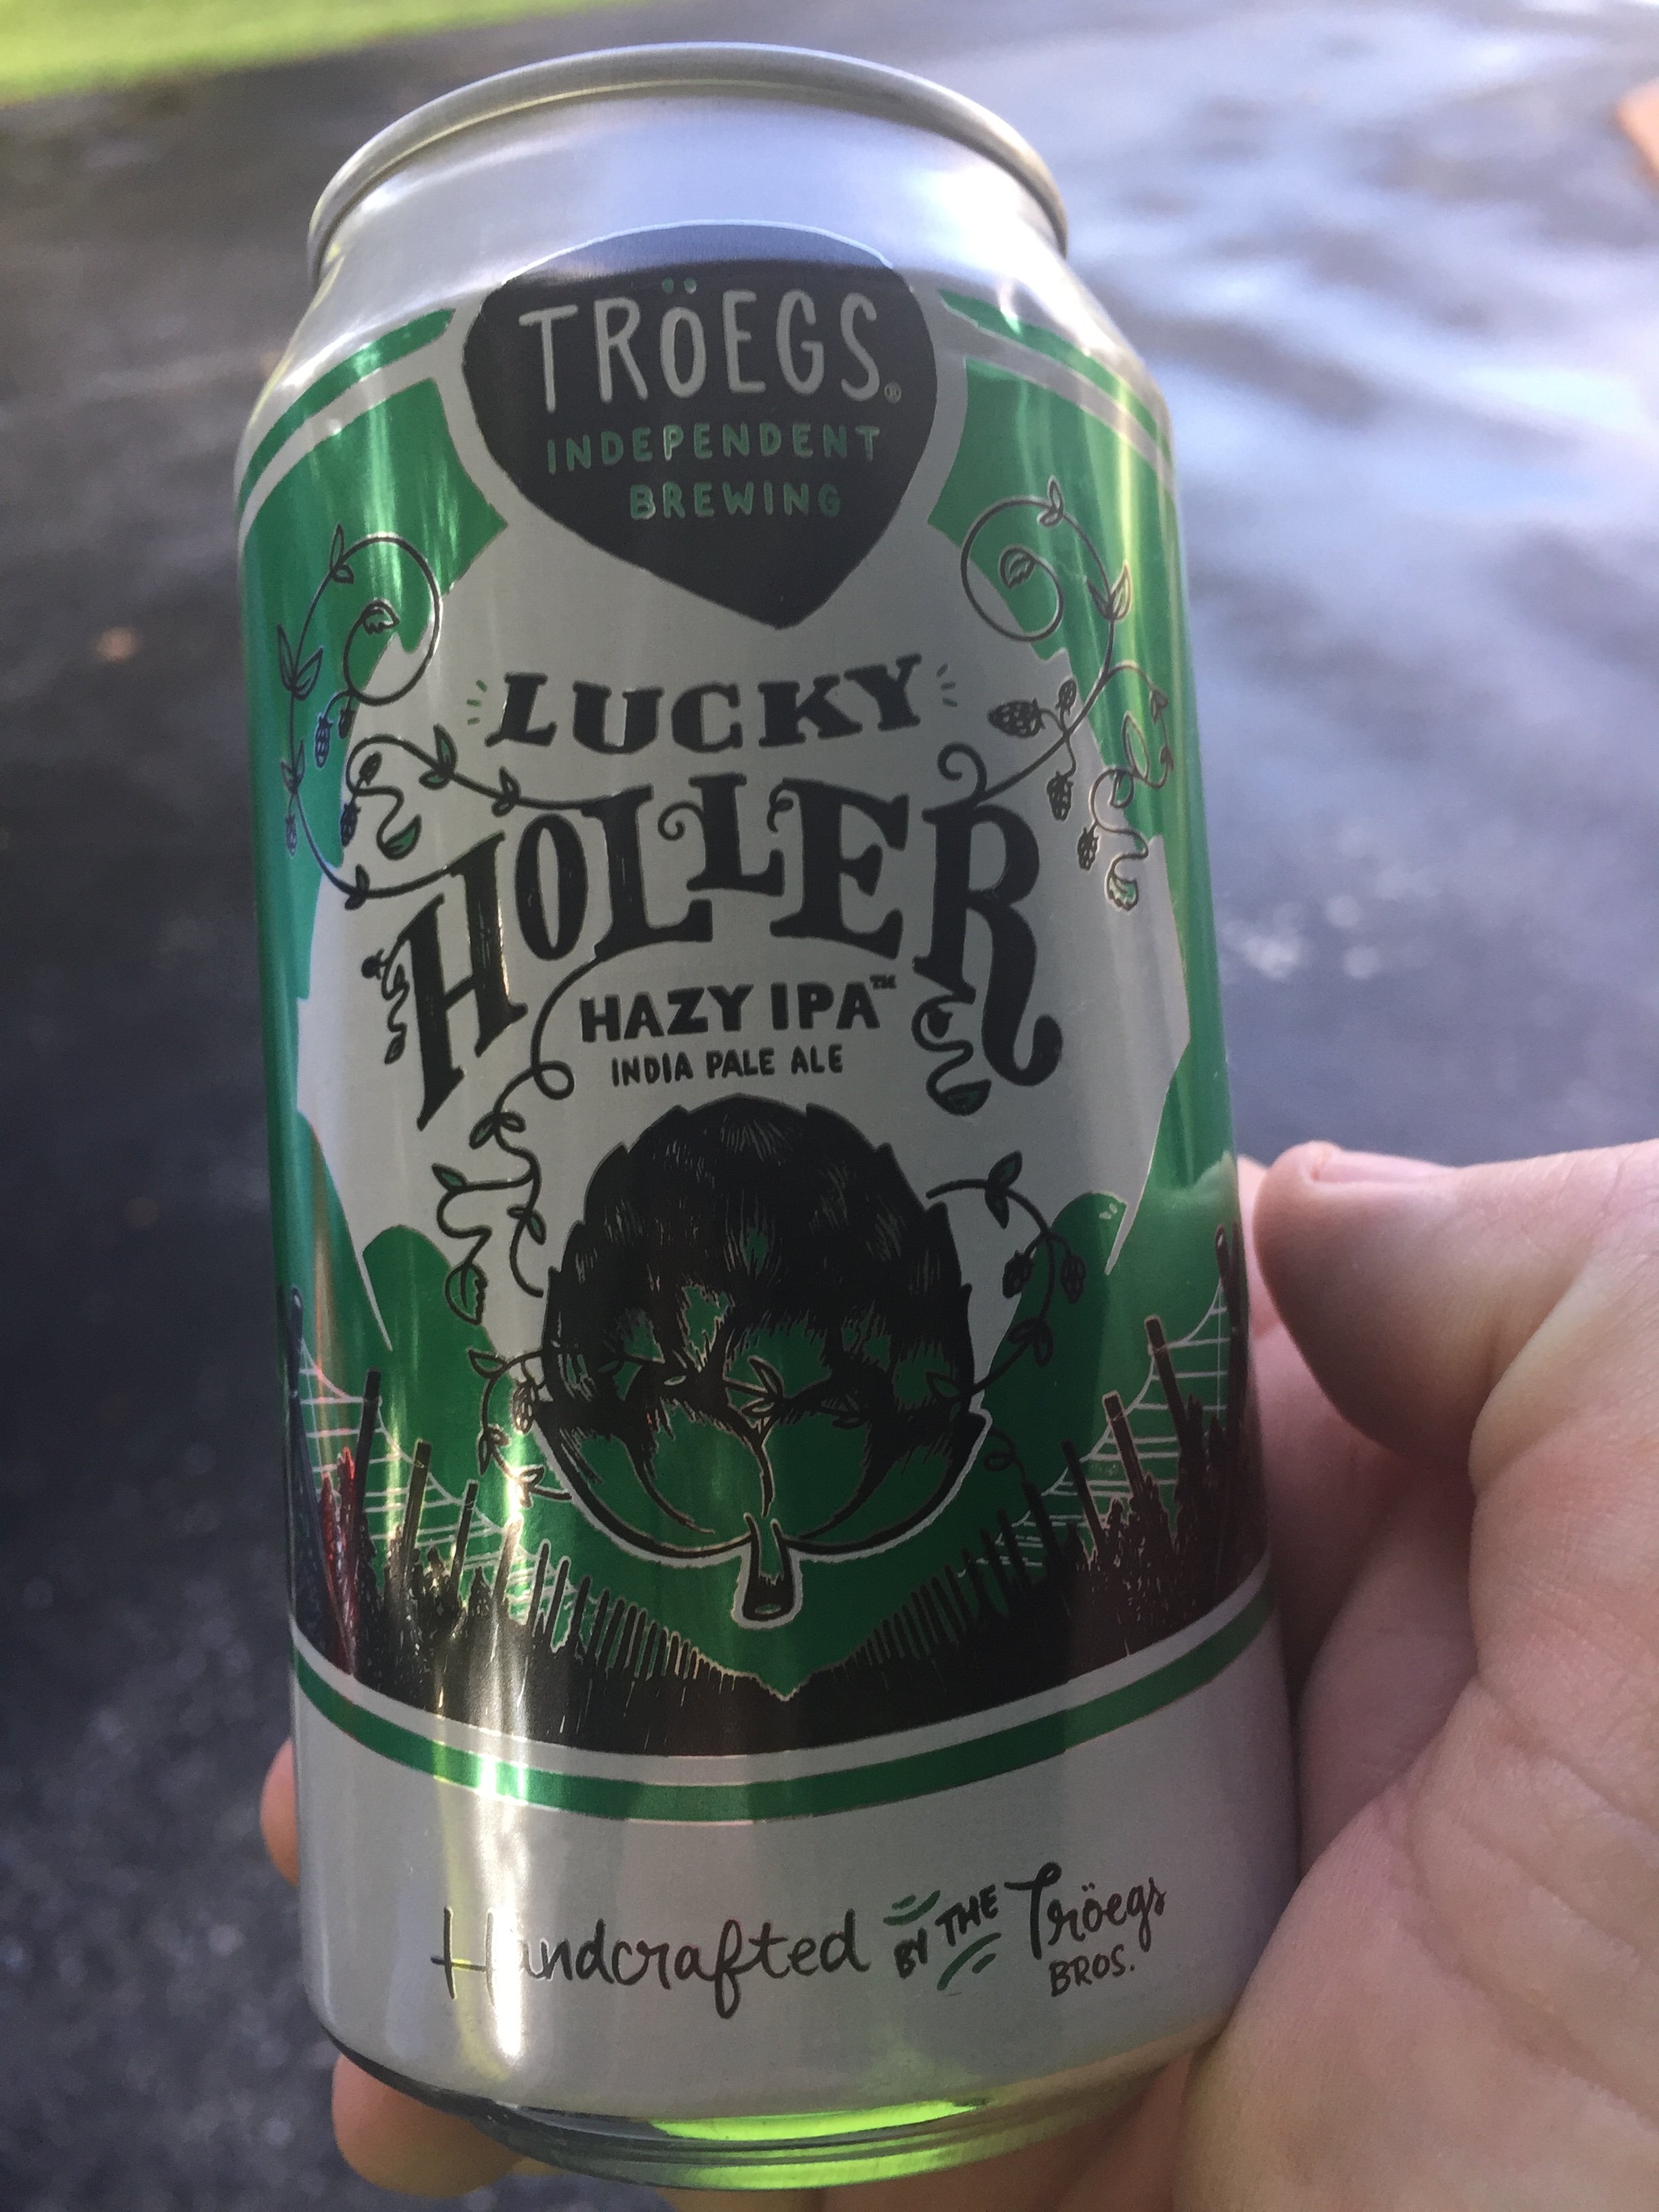 TRÖEGS®
INDEPENDENT
BREWING
LUCKY
HOLLER
HAZY IPA™
INDIA PALE ALE
Handcrafted BY THE Tröegs
BROS.